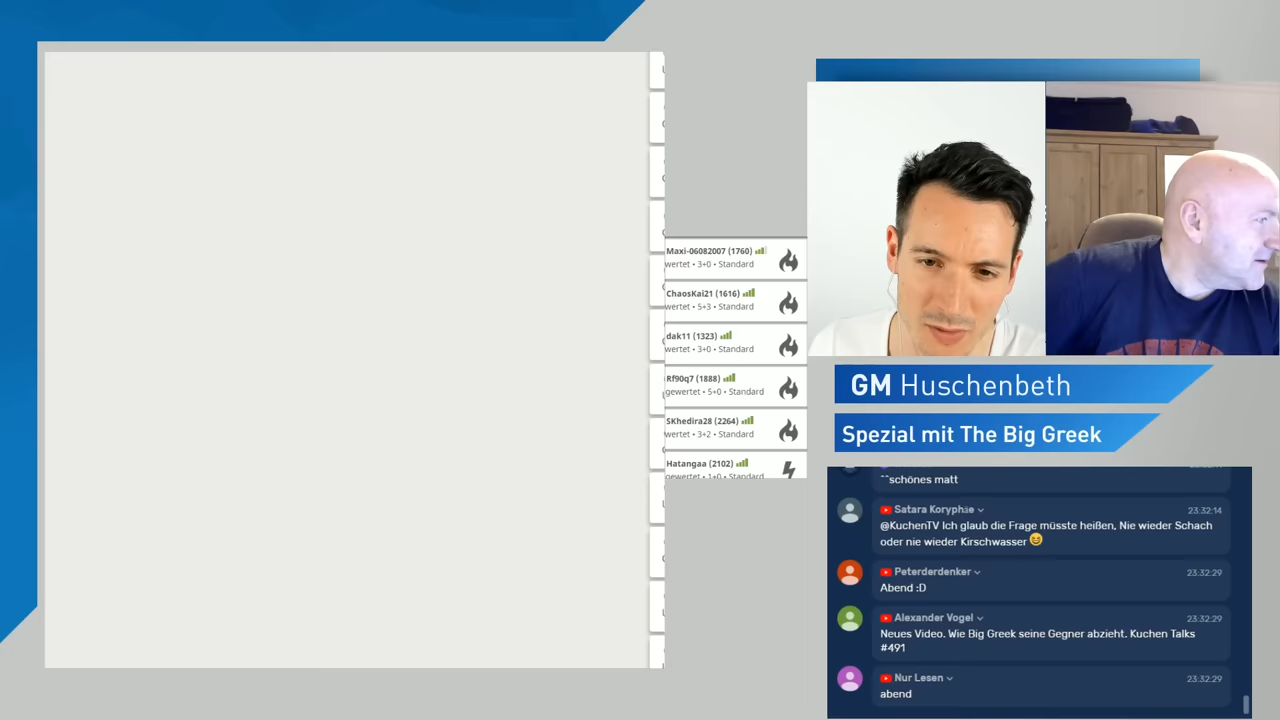 Maxi-06082007 (1760)
wertet • 3+0 • Standard
ChaosKai21 (1616)
wertet • 5+3 • Standard
dak11 (1323)
wertet • 3+0 • Standard
Rf90q7 (1888)
gewertet • 5+0 • Standard
SKhedira28 (2264)
wertet • 3+2 • Standard
Hatangaa (2102)
gewertet • 1+0 • Standard
GM Huschenbeth
Spezial mit The Big Greek
^^schönes matt
Satara Koryphäe 23:32:14
@KuchenTV Ich glaub die Frage müsste heißen, Nie wieder Schach
oder nie wieder Kirschwasser 😆
Peterderdenker 23:32:29
Abend :D
Alexander Vogel 23:32:29
Neues Video. Wie Big Greek seine Gegner abzieht. Kuchen Talks
#491
Nur Lesen 23:32:29
abend